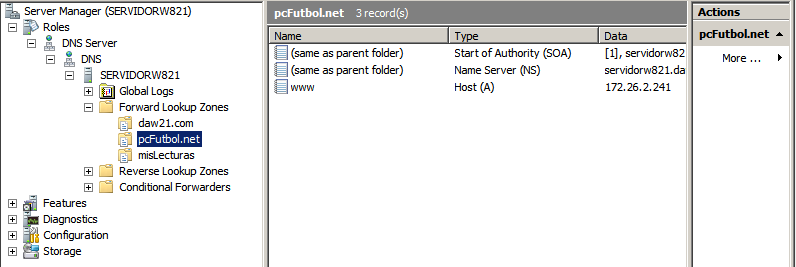 Server Manager (SERVIDORW821)
Roles
DNS Server
DNS
SERVIDORW821
Global Logs
Forward Lookup Zones
daw21.com
pcFutbol.net
misLecturas
Reverse Lookup Zones
Conditional Forwarders
Features
Diagnostics
Configuration
Storage
pcFutbol.net 3 record(s)
Name Type Data
(same as parent folder) Start of Authority (SOA) [1], servidorw82
(same as parent folder) Name Server (NS) servidorw821.da
www Host (A) 172.26.2.241
Actions
pcFutbol.net
More ...